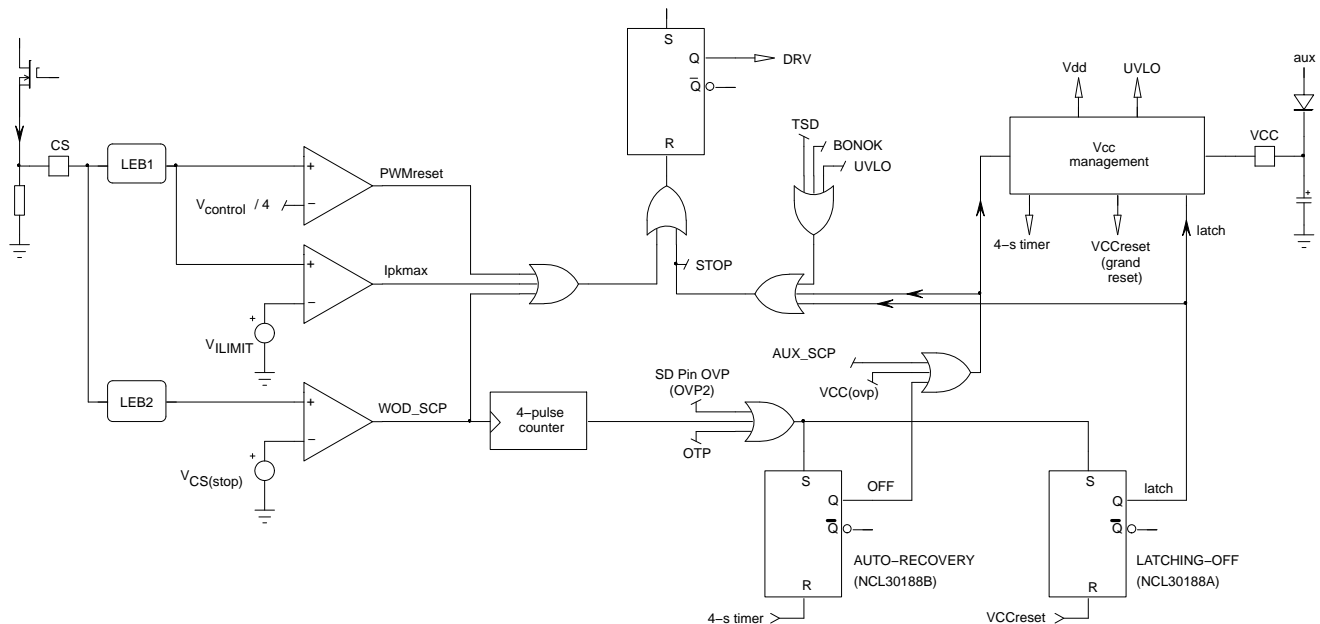 S
Q
DRV
Q
R
aux
Vdd
UVLO
TSD
BONOK
UVLO
Vcc
management
VCC
CS
LEB1
+
PWMreset
Vcontrol / 4
−
4−s timer
VCCreset
(grand
reset)
latch
+
Ipkmax
−
STOP
+
VILIMIT
AUX_SCP
VCC(ovp)
SD Pin OVP
(OVP2)
OTP
LEB2
+
WOD_SCP
−
4−pulse
counter
+
VCS(stop)
S
Q
OFF
Q
R
AUTO−RECOVERY
(NCL30188B)
4−s timer
S
Q
latch
Q
R
LATCHING−OFF
(NCL30188A)
VCCreset
+